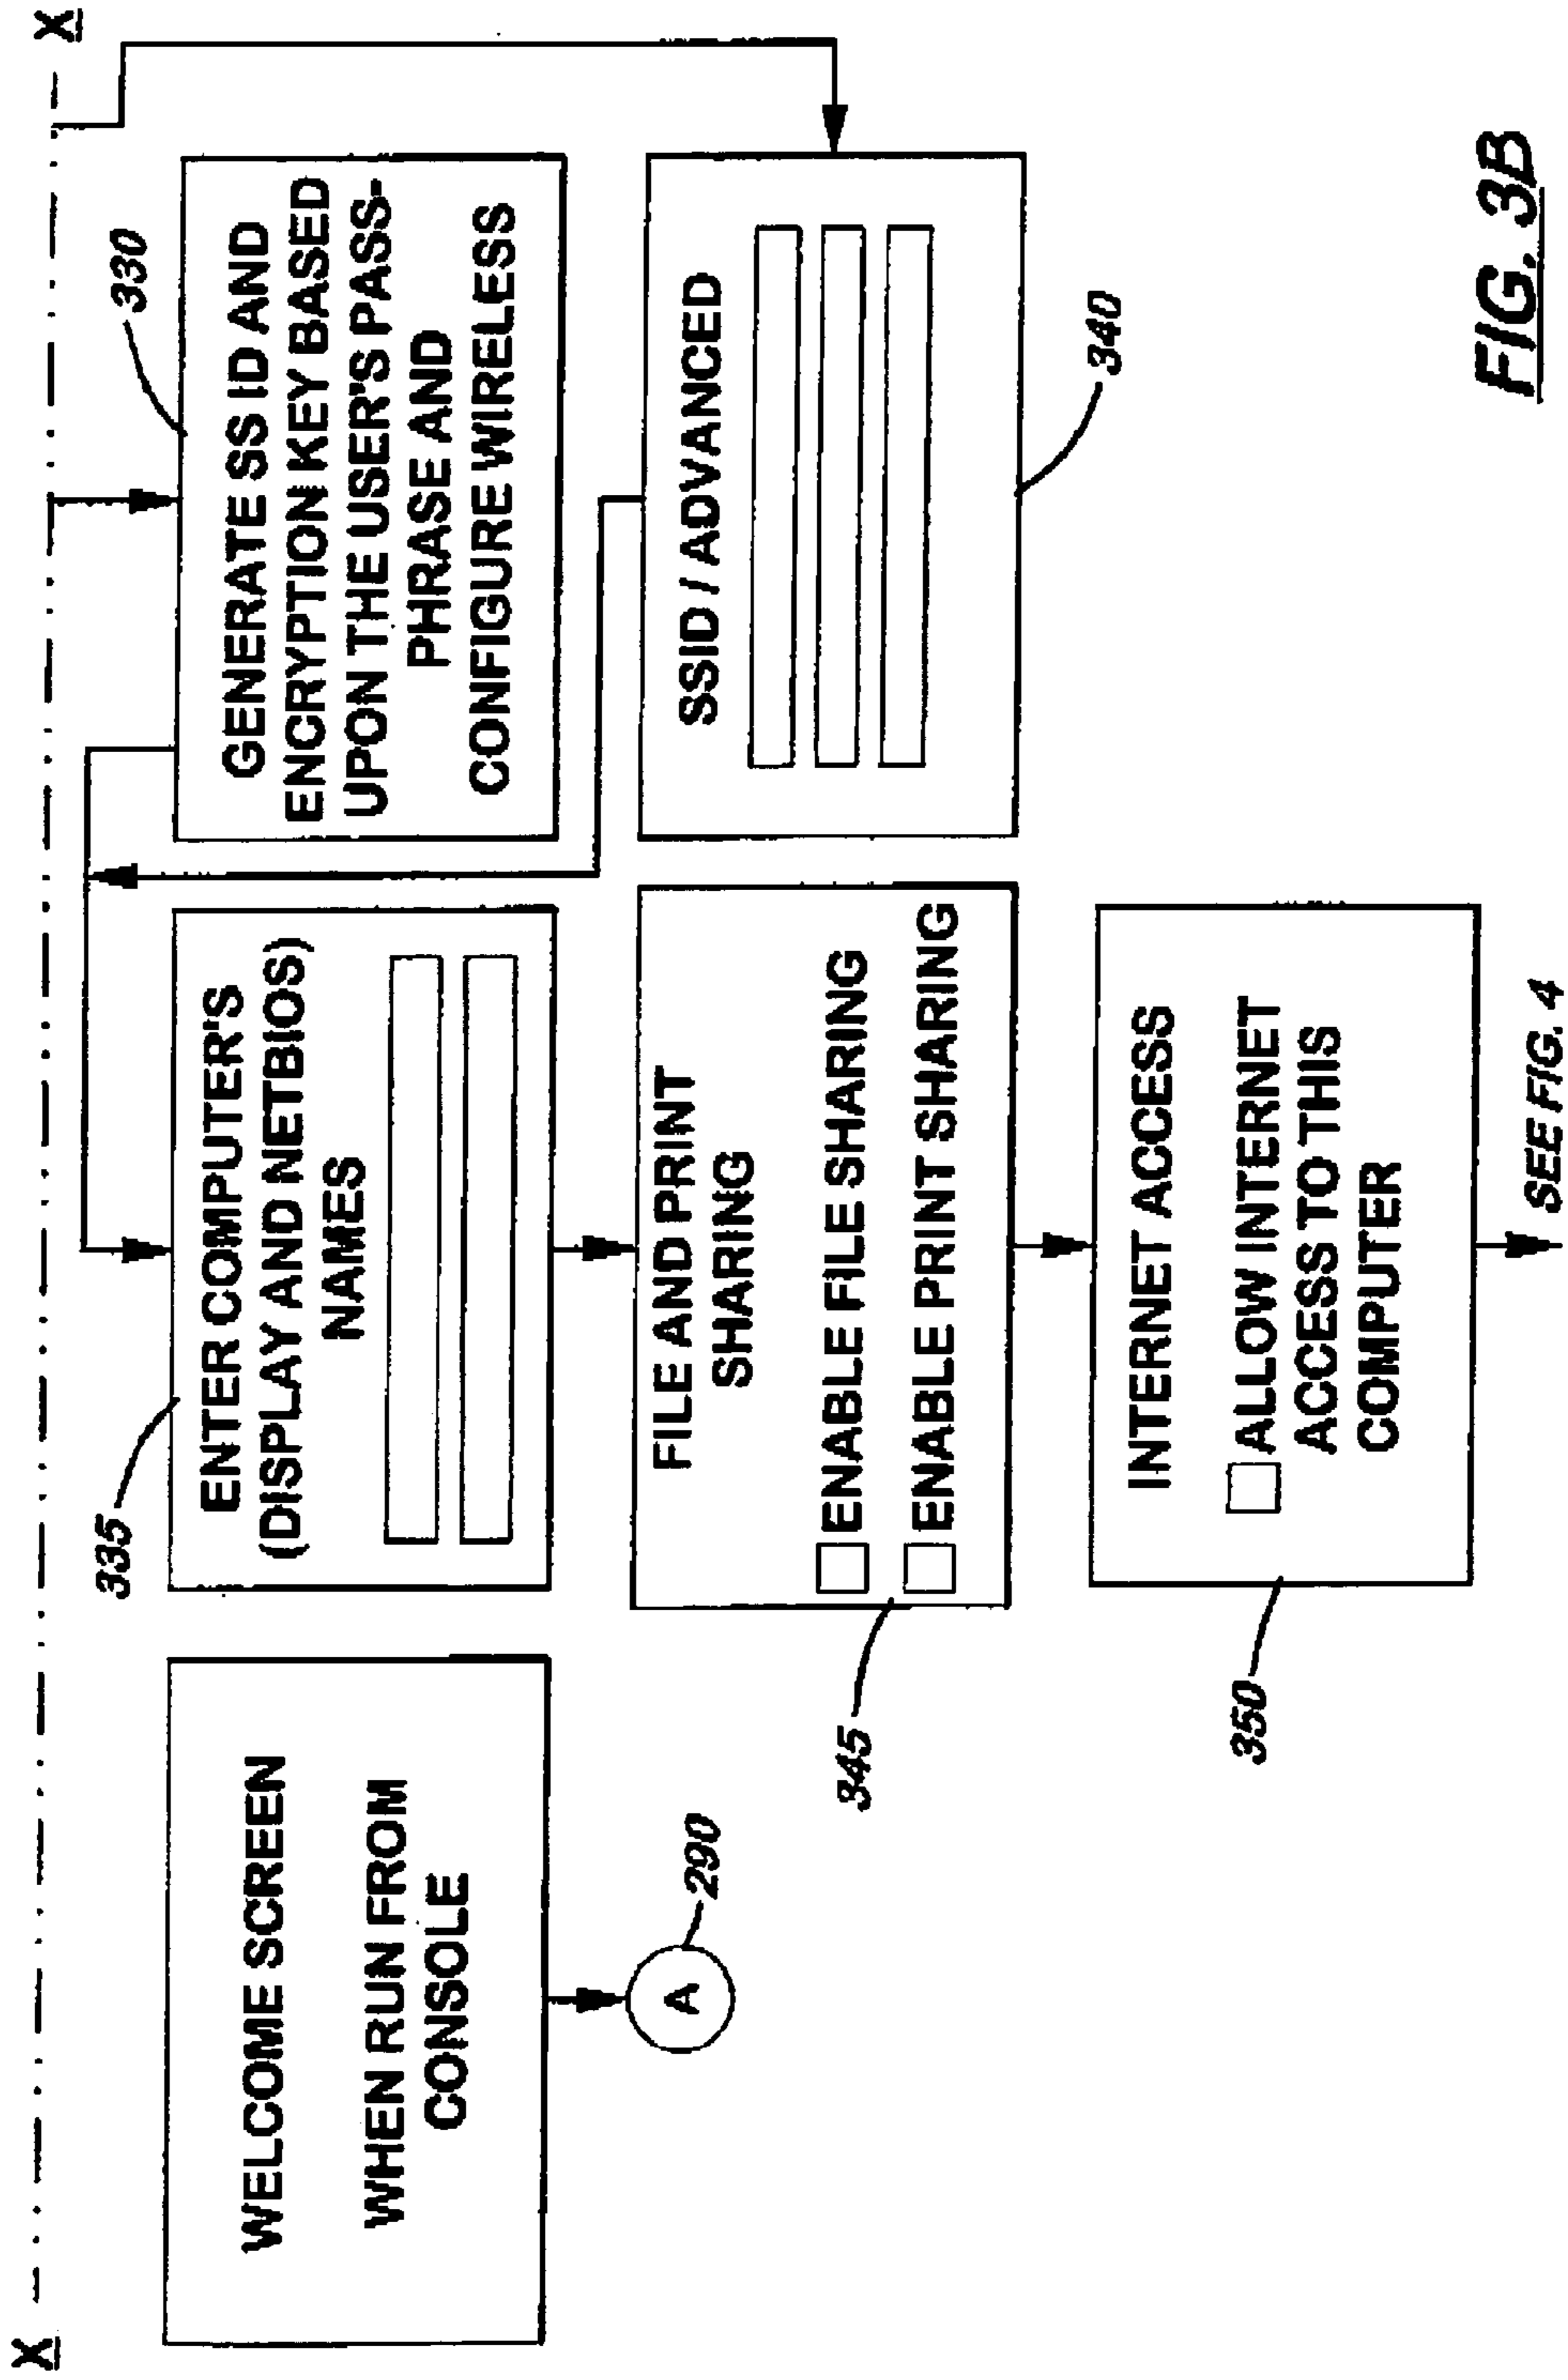 X
X
WELCOME SCREEN
WHEN RUN FROM
CONSOLE
A
290
335
ENTER COMPUTER'S
(DISPLAY AND NETBIOS)
NAMES
330
GENERATE SS ID AND
ENCRYPTION KEY BASED
UPON THE USER'S PASS-
PHRASE AND
CONFIGURE WIRELESS
345
FILE AND PRINT
SHARING
ENABLE FILE SHARING
ENABLE PRINT SHARING
SSID / ADVANCED
340
350
INTERNET ACCESS
ALLOW INTERNET
ACCESS TO THIS
COMPUTER
SEE FIG. 4
FIG. 3B